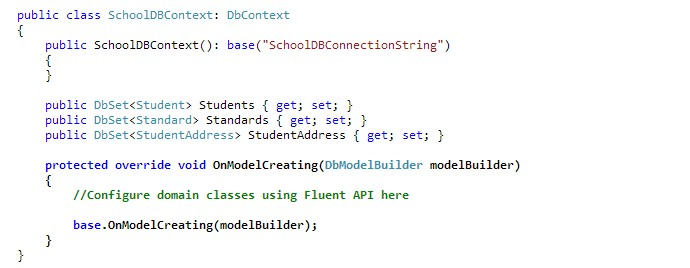 public class SchoolDBContext: DbContext
{
public SchoolDBContext(): base("SchoolDBConnectionString")
{
}
public DbSet<Student> Students { get; set; }
public DbSet<Standard> Standards { get; set; }
public DbSet<StudentAddress> StudentAddress { get; set; }
protected override void OnModelCreating(DbModelBuilder modelBuilder)
{
//Configure domain classes using Fluent API here
base.OnModelCreating(modelBuilder);
}
}